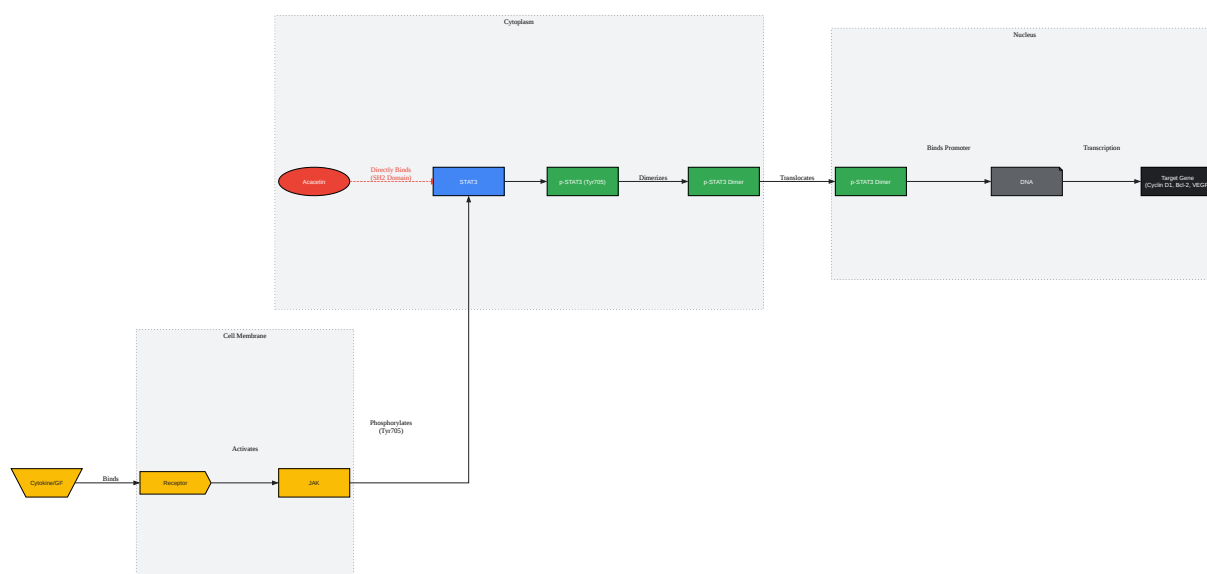 Cytoplasm
Nucleus
Binds Promoter
Transcription
Acacetin
Directly Binds
(SH2 Domain)
STAT3
p-STAT3 (Tyr705)
Dimerizes
p-STAT3 Dimer
Translocates
p-STAT3 Dimer
DNA
Target Gene
(Cyclin D1, Bcl-2, VEGF
Cell Membrane
Phosphorylates
(Tyr705)
Activates
Cytokine/GF
Binds
Receptor
JAK